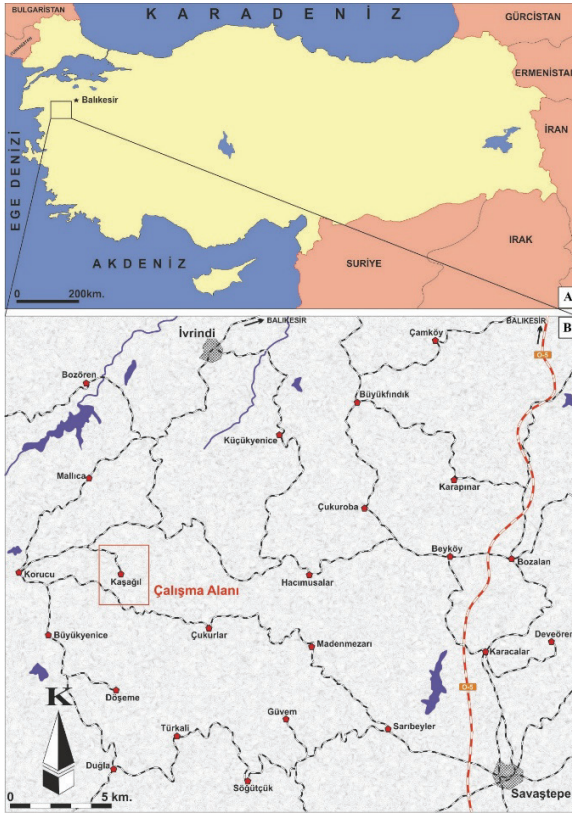 BULGARİSTAN
K A R A D E N İ Z
GÜRCİSTAN
ERMENİSTAN
Balıkesir
İRAN
EGE DENİZİ
A K D E N İ Z
SURİYE
IRAK
0 200km.
A
B
BALIKESİR
BALIKESİR
İvrindi
Çamköy
O-5
Bozören
Büyükfındık
Küçükyenice
Mallıca
Karapınar
Çukuroba
Beyköy
Bozalan
Korucu
Kaşağıl
Hacımusalar
Çalışma Alanı
Büyükyenice
Çukurlar
Madenmezarı
Deveören
Karacalar
Döşeme
O-5
K
Güvem
Türkali
Sarıbeyler
Duğla
Söğütçük
Savaştepe
0 5 km.